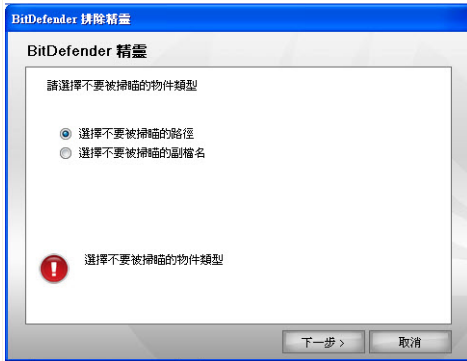 BitDefender 排除精靈
BitDefender 精靈
請選擇不要被掃瞄的物件類型
選擇不要被掃瞄的路徑
選擇不要被掃瞄的副檔名
選擇不要被掃瞄的物件類型
下一步 >
取消